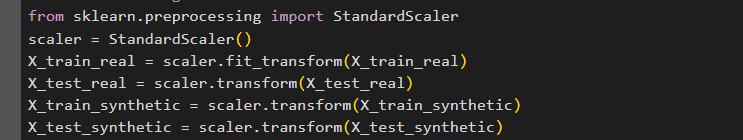 from sklearn.preprocessing import StandardScaler
scaler = StandardScaler()
X_train_real = scaler.fit_transform(X_train_real)
X_test_real = scaler.transform(X_test_real)
X_train_synthetic = scaler.transform(X_train_synthetic)
X_test_synthetic = scaler.transform(X_test_synthetic)